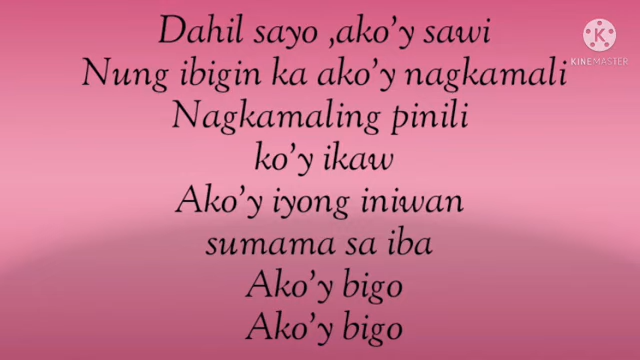 Dahil sayo ,ako'y sawi
Nung ibigin ka ako'y nagkamali
Nagkamaling pinili
ko'y ikaw
Ako'y iyong iniwan
sumama sa iba
Ako'y bigo
Ako'y bigo
K
KINEMASTER